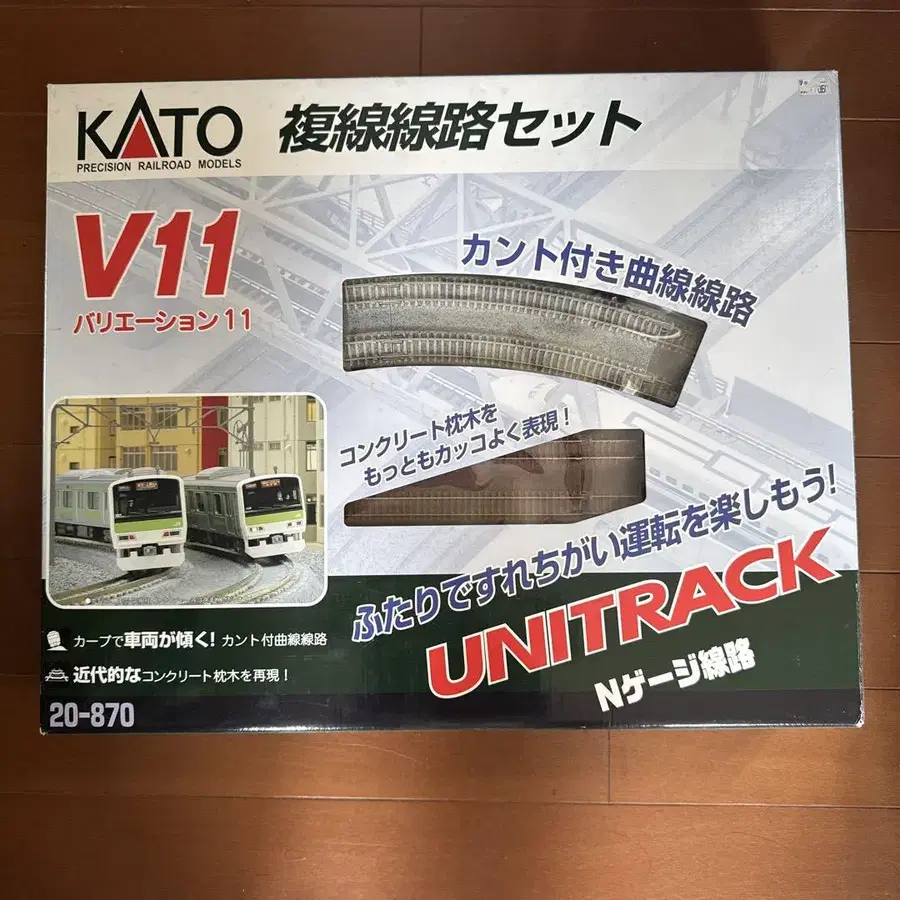 KATO
PRECISION RAILROAD MODELS
複線線路セット
V11
バリエーション11
カント付き曲線線路
コンクリート枕木を
もっともカッコよく表現！
ふたりですれちがい運転を楽しもう!
UNITRACK
Nゲージ線路
カーブで車両が傾く! カント付曲線線路
近代的なコンクリート枕木を再現！
20-870